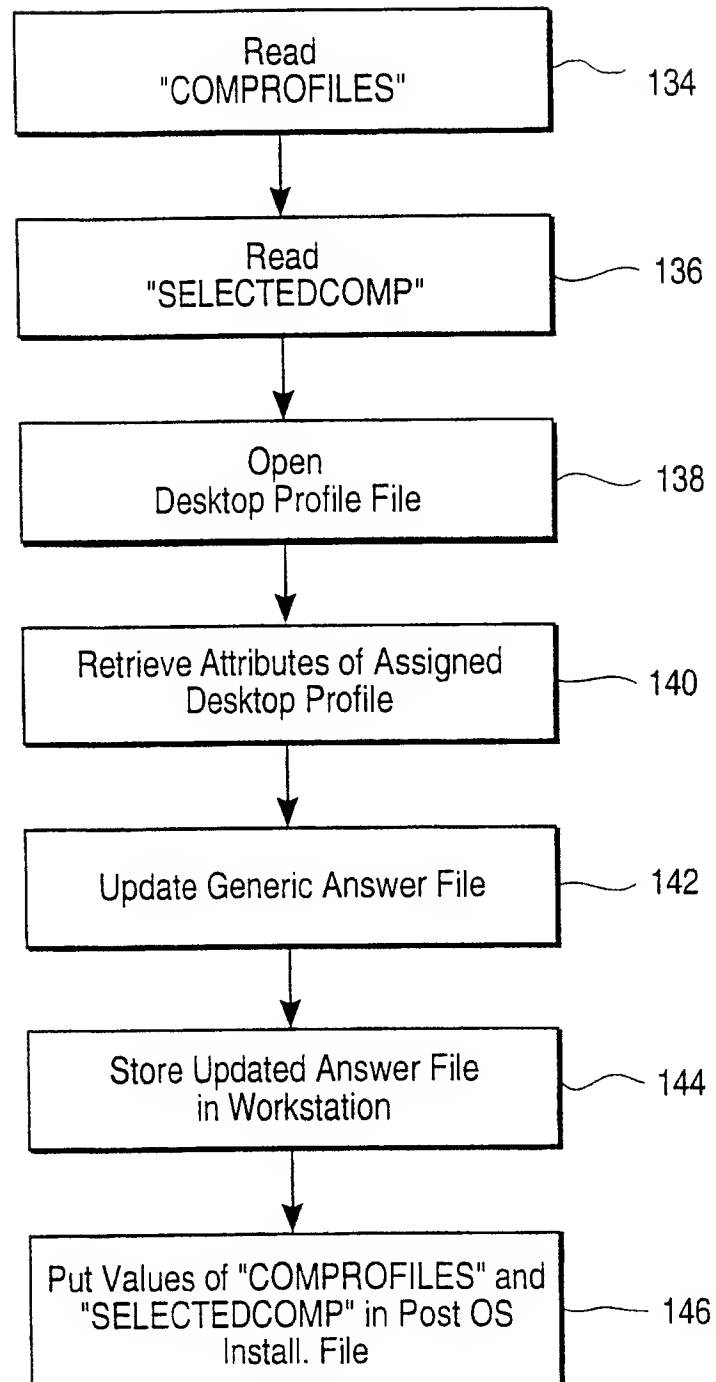 Read
"COMPROFILES"
134
Read
"SELECTEDCOMP"
136
Open
Desktop Profile File
138
Retrieve Attributes of Assigned
Desktop Profile
140
Update Generic Answer File
142
Store Updated Answer File
in Workstation
144
Put Values of "COMPROFILES" and
"SELECTEDCOMP" in Post OS
Install. File
146